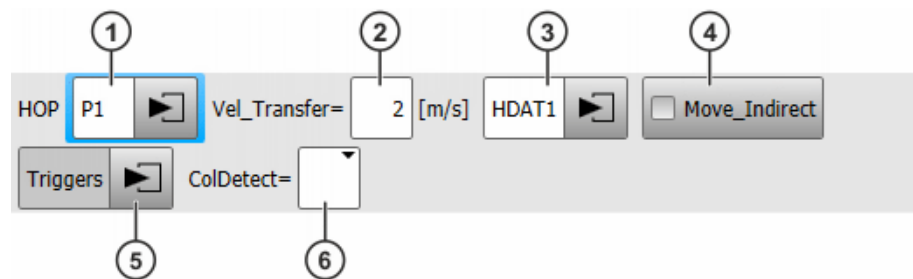 1 2 3 4
HOP P1 Vel_Transfer= 2 [m/s] HDAT1 Move_Indirect
Triggers ColDetect=
5 6